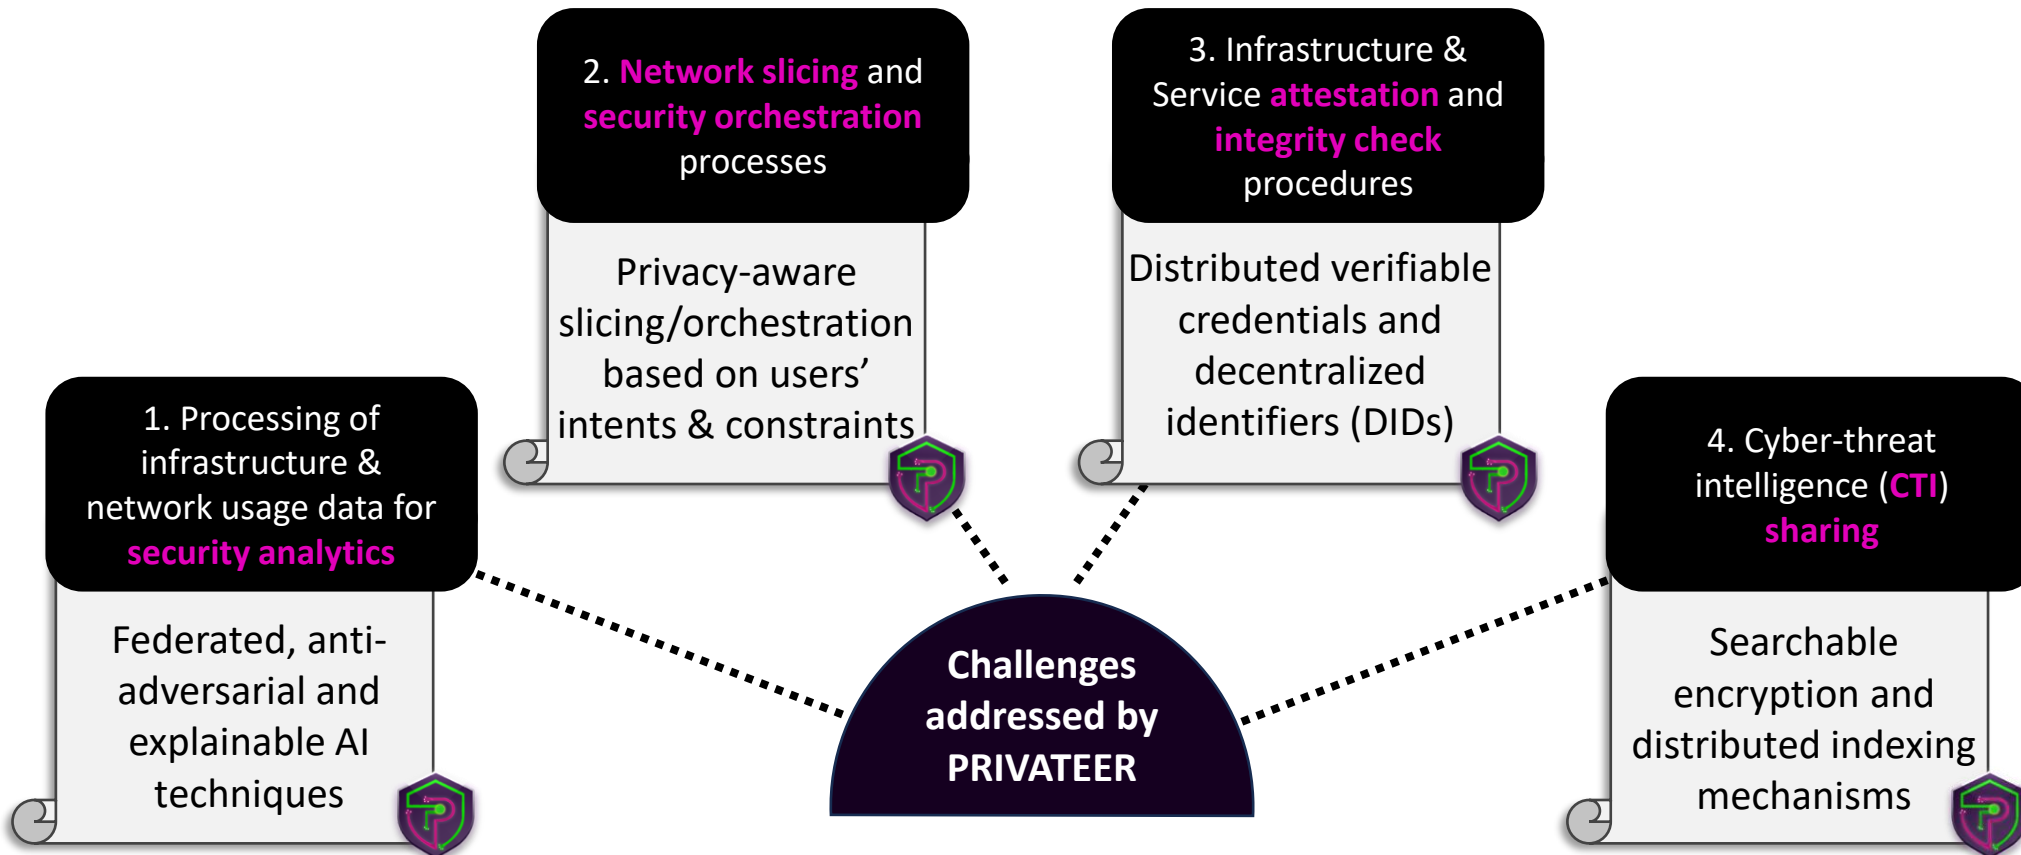 1. Processing of
infrastructure &
network usage data for
security analytics
Federated, anti-
adversarial and
explainable AI
techniques
2. Network slicing and
security orchestration
processes
Privacy-aware
slicing/orchestration
based on users’
intents & constraints
3. Infrastructure &
Service attestation and
integrity check
procedures
Distributed verifiable
credentials and
decentralized
identifiers (DIDs)
4. Cyber-threat
intelligence (CTI)
sharing
Searchable
encryption and
distributed indexing
mechanisms
Challenges
addressed by
PRIVATEER